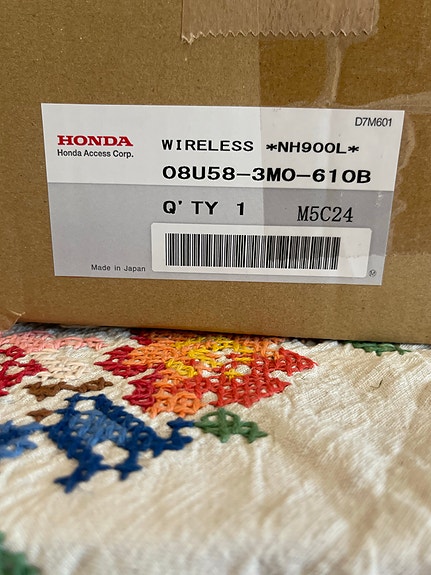 D7M601
HONDA
Honda Access Corp.
WIRELESS *NH900L*
08U58-3M0-610B
Q'TY 1
M5C24
Made in Japan
M